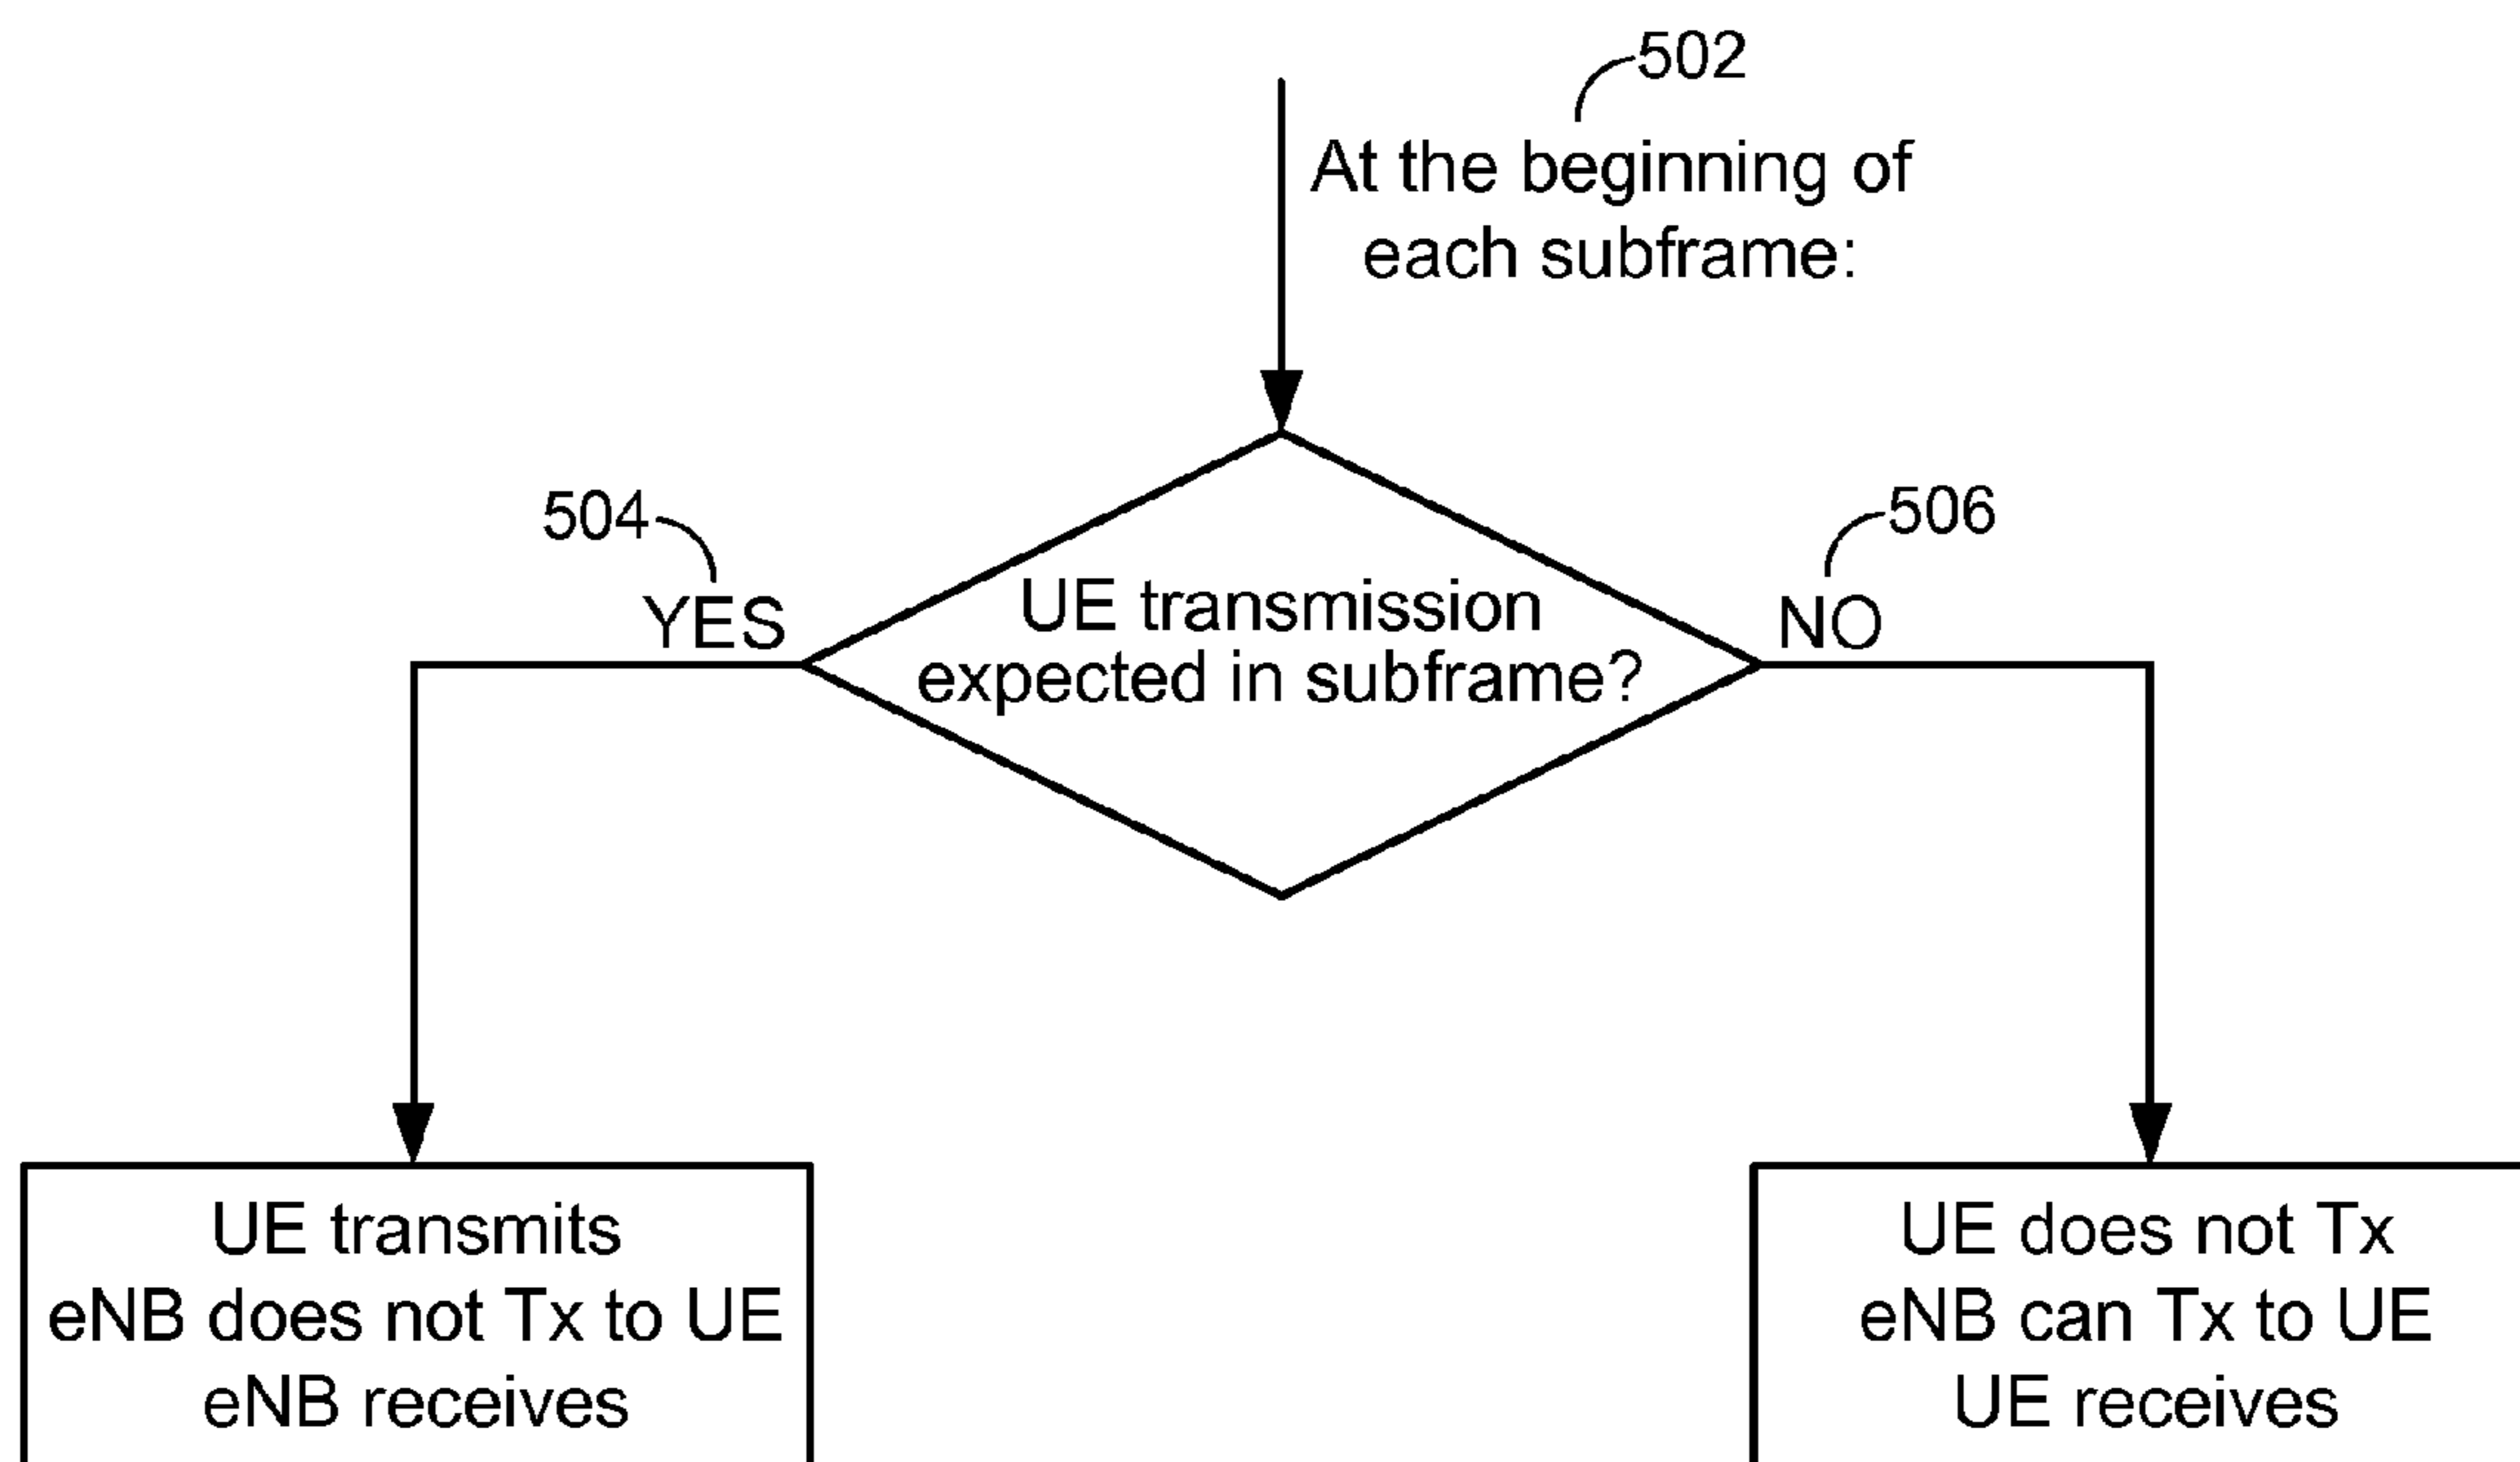 502
At the beginning of
each subframe:
504
YES
506
NO
UE transmission
expected in subframe?
UE transmits
eNB does not Tx to UE
eNB receives
UE does not Tx
eNB can Tx to UE
UE receives